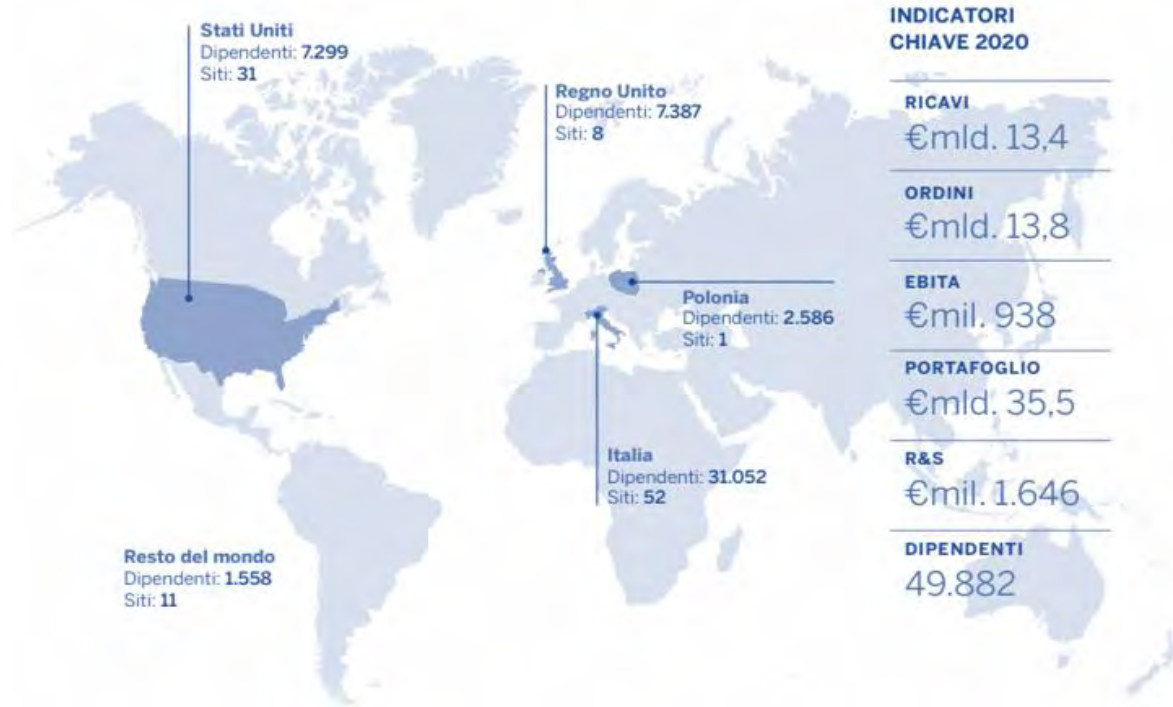 Stati Uniti
Dipendenti: 7.299
Siti: 31
Regno Unito
Dipendenti: 7.387
Siti: 8
Polonia
Dipendenti: 2.586
Siti: 1
Italia
Dipendenti: 31.052
Siti: 52
Resto del mondo
Dipendenti: 1.558
Siti: 11
INDICATORI
CHIAVE 2020
RICAVI
€mld. 13,4
ORDINI
€mld. 13,8
EBITA
€mil. 938
PORTAFOGLIO
€mld. 35,5
R&S
€mil. 1.646
DIPENDENTI
49.882